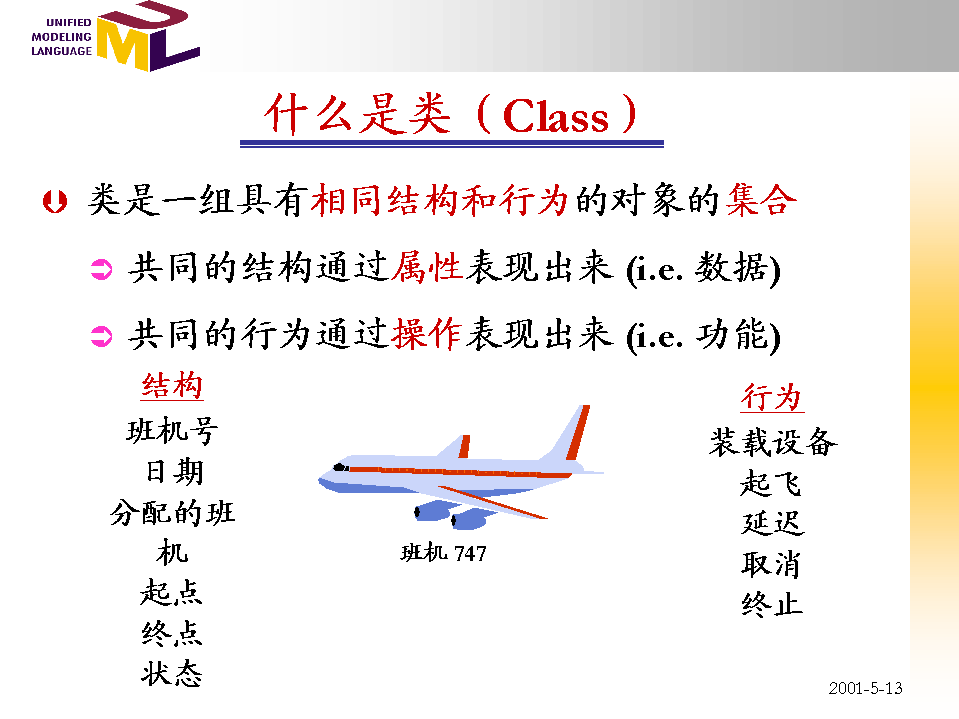 UNIFIED
MODELING
LANGUAGE
UML
什么是类（Class）
类是一组具有相同结构和行为的对象的集合
共同的结构通过属性表现出来 (i.e. 数据)
共同的行为通过操作表现出来 (i.e. 功能)
结构
班机号
日期
分配的班
机
起点
终点
状态
班机 747
行为
装载设备
起飞
延迟
取消
终止
2001-5-13